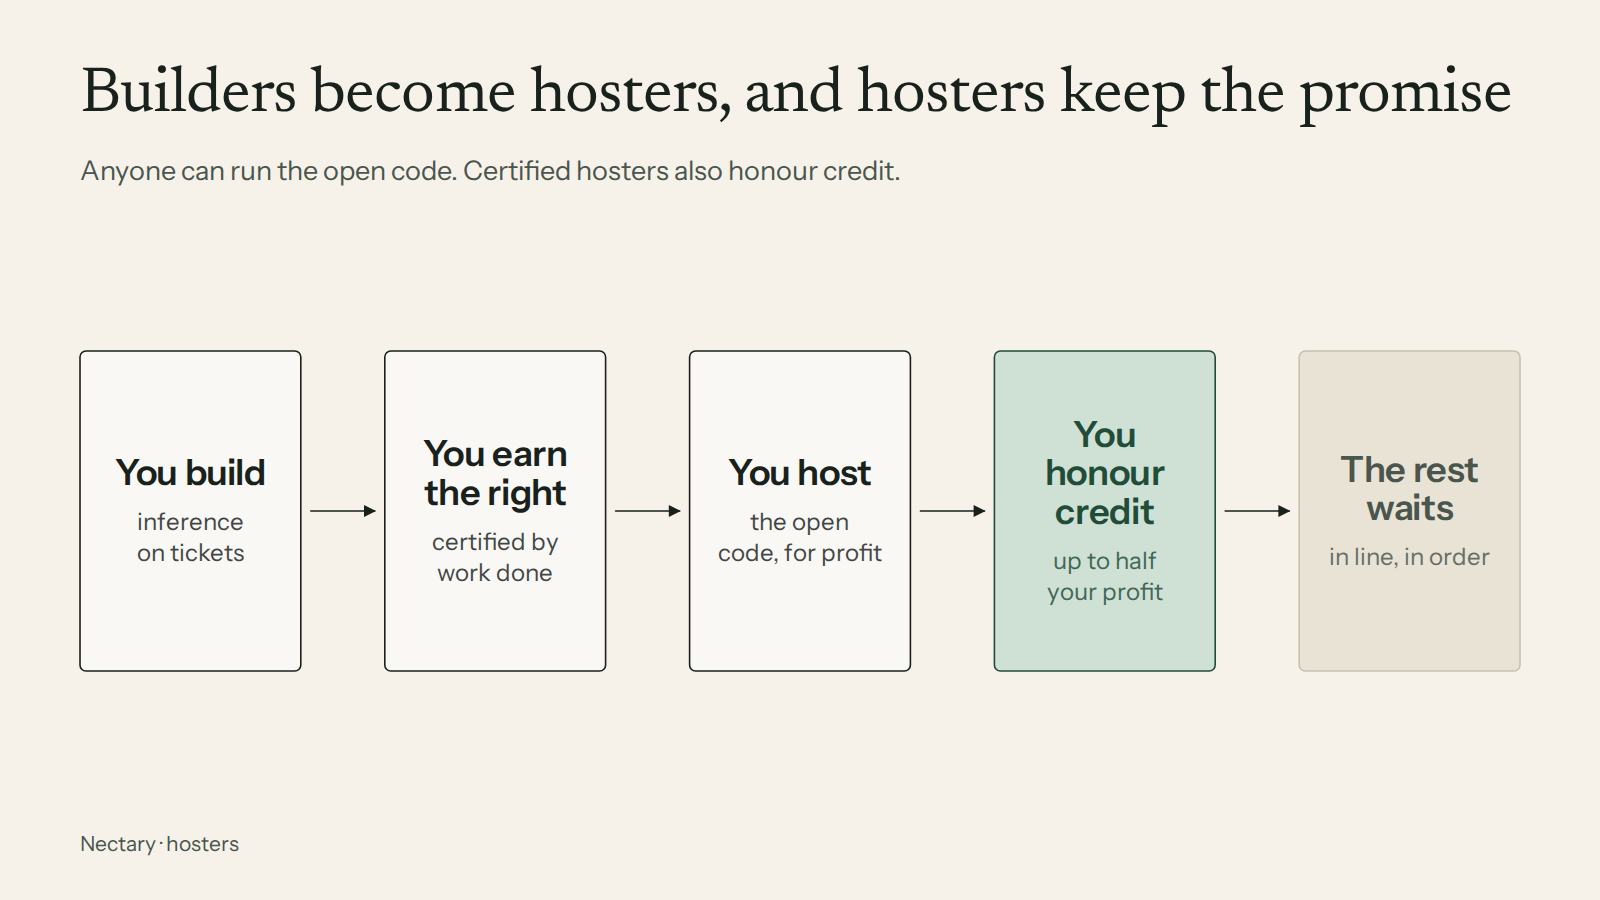 Builders become hosters, and hosters keep the promise
Anyone can run the open code. Certified hosters also honour credit.
You build
inference
on tickets
You earn
the right
certified by
work done
You host
the open
code, for profit
You
honour
credit
up to half
your profit
The rest
waits
in line, in order
Nectary · hosters